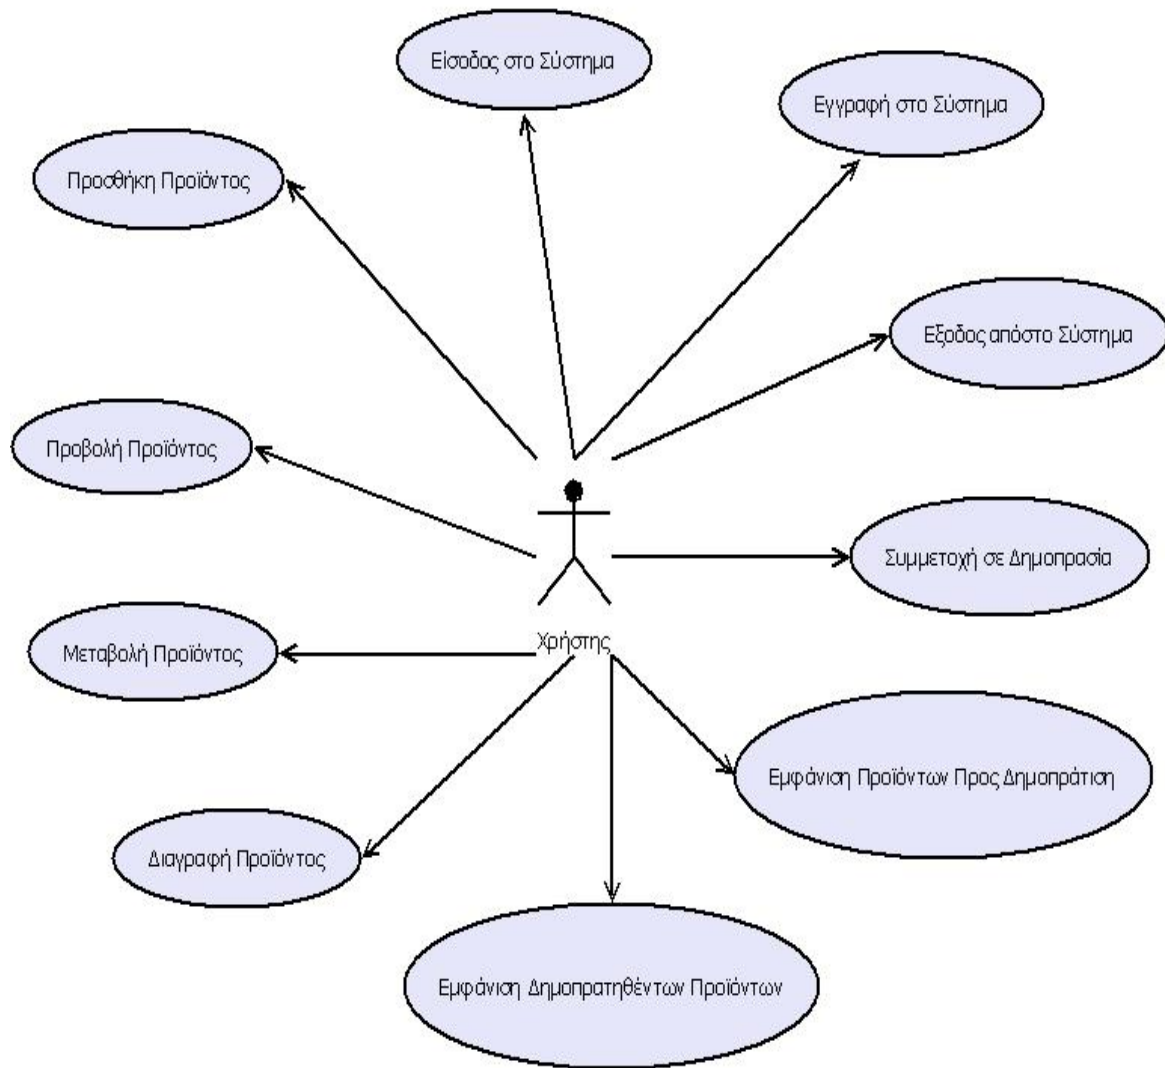 Είσοδος στο Σύστημα
Εγγραφή στο Σύστημα
Προσθήκη Προϊόντος
Εξοδος απόστο Σύστημα
Προβολή Προϊόντος
Συμμετοχή σε Δημοπρασία
Χρήστης
Μεταβολή Προϊόντος
Εμφάνιση Προϊόντων Προς Δημοπράτιση
Διαγραφή Προϊόντος
Εμφάνιση Δημοπρατηθέντων Προϊόντων